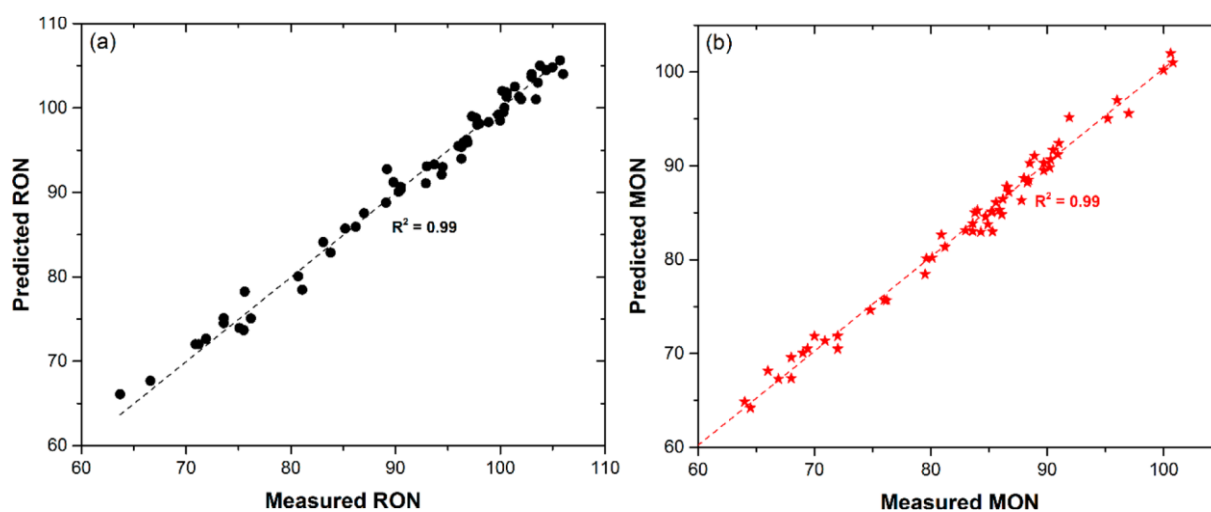 (a)
110
100
90
80
70
60
Predicted RON
R² = 0.99
60 70 80 90 100 110
Measured RON
(b)
100
90
80
70
60
Predicted MON
R² = 0.99
60 70 80 90 100
Measured MON